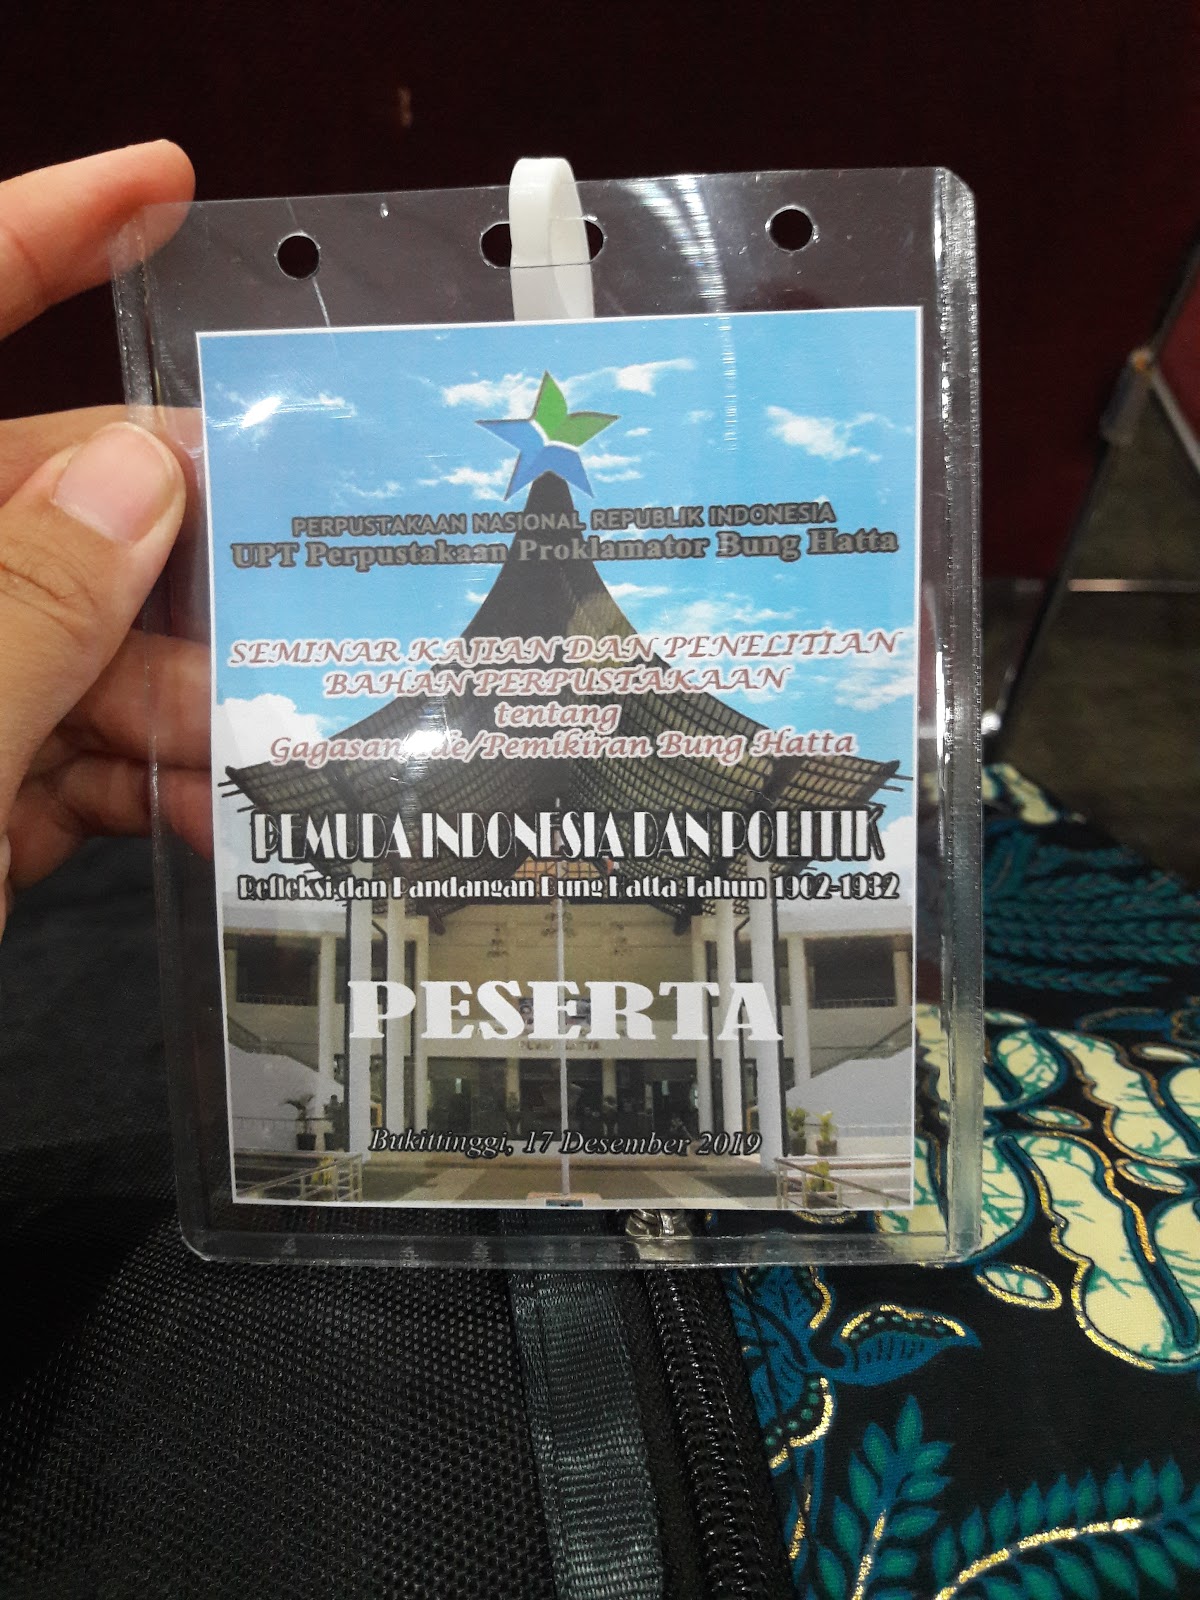 PERPUSTAKAAN NASIONAL REPUBLIK INDONESIA
UPT Perpustakaan Proklamator Bung Hatta
SEMINAR KAJIAN DAN PENELITIAN
BAHAN PERPUSTAKAAN
tentang
Gagasan/Ide/Pemikiran Bung Hatta
PEMUDA INDONESIA DAN POLITIK
Refleksi dan Pandangan Bung Hatta Tahun 1902-1932
PESERTA
BUNG HATTA
Bukittinggi, 17 Desember 2019